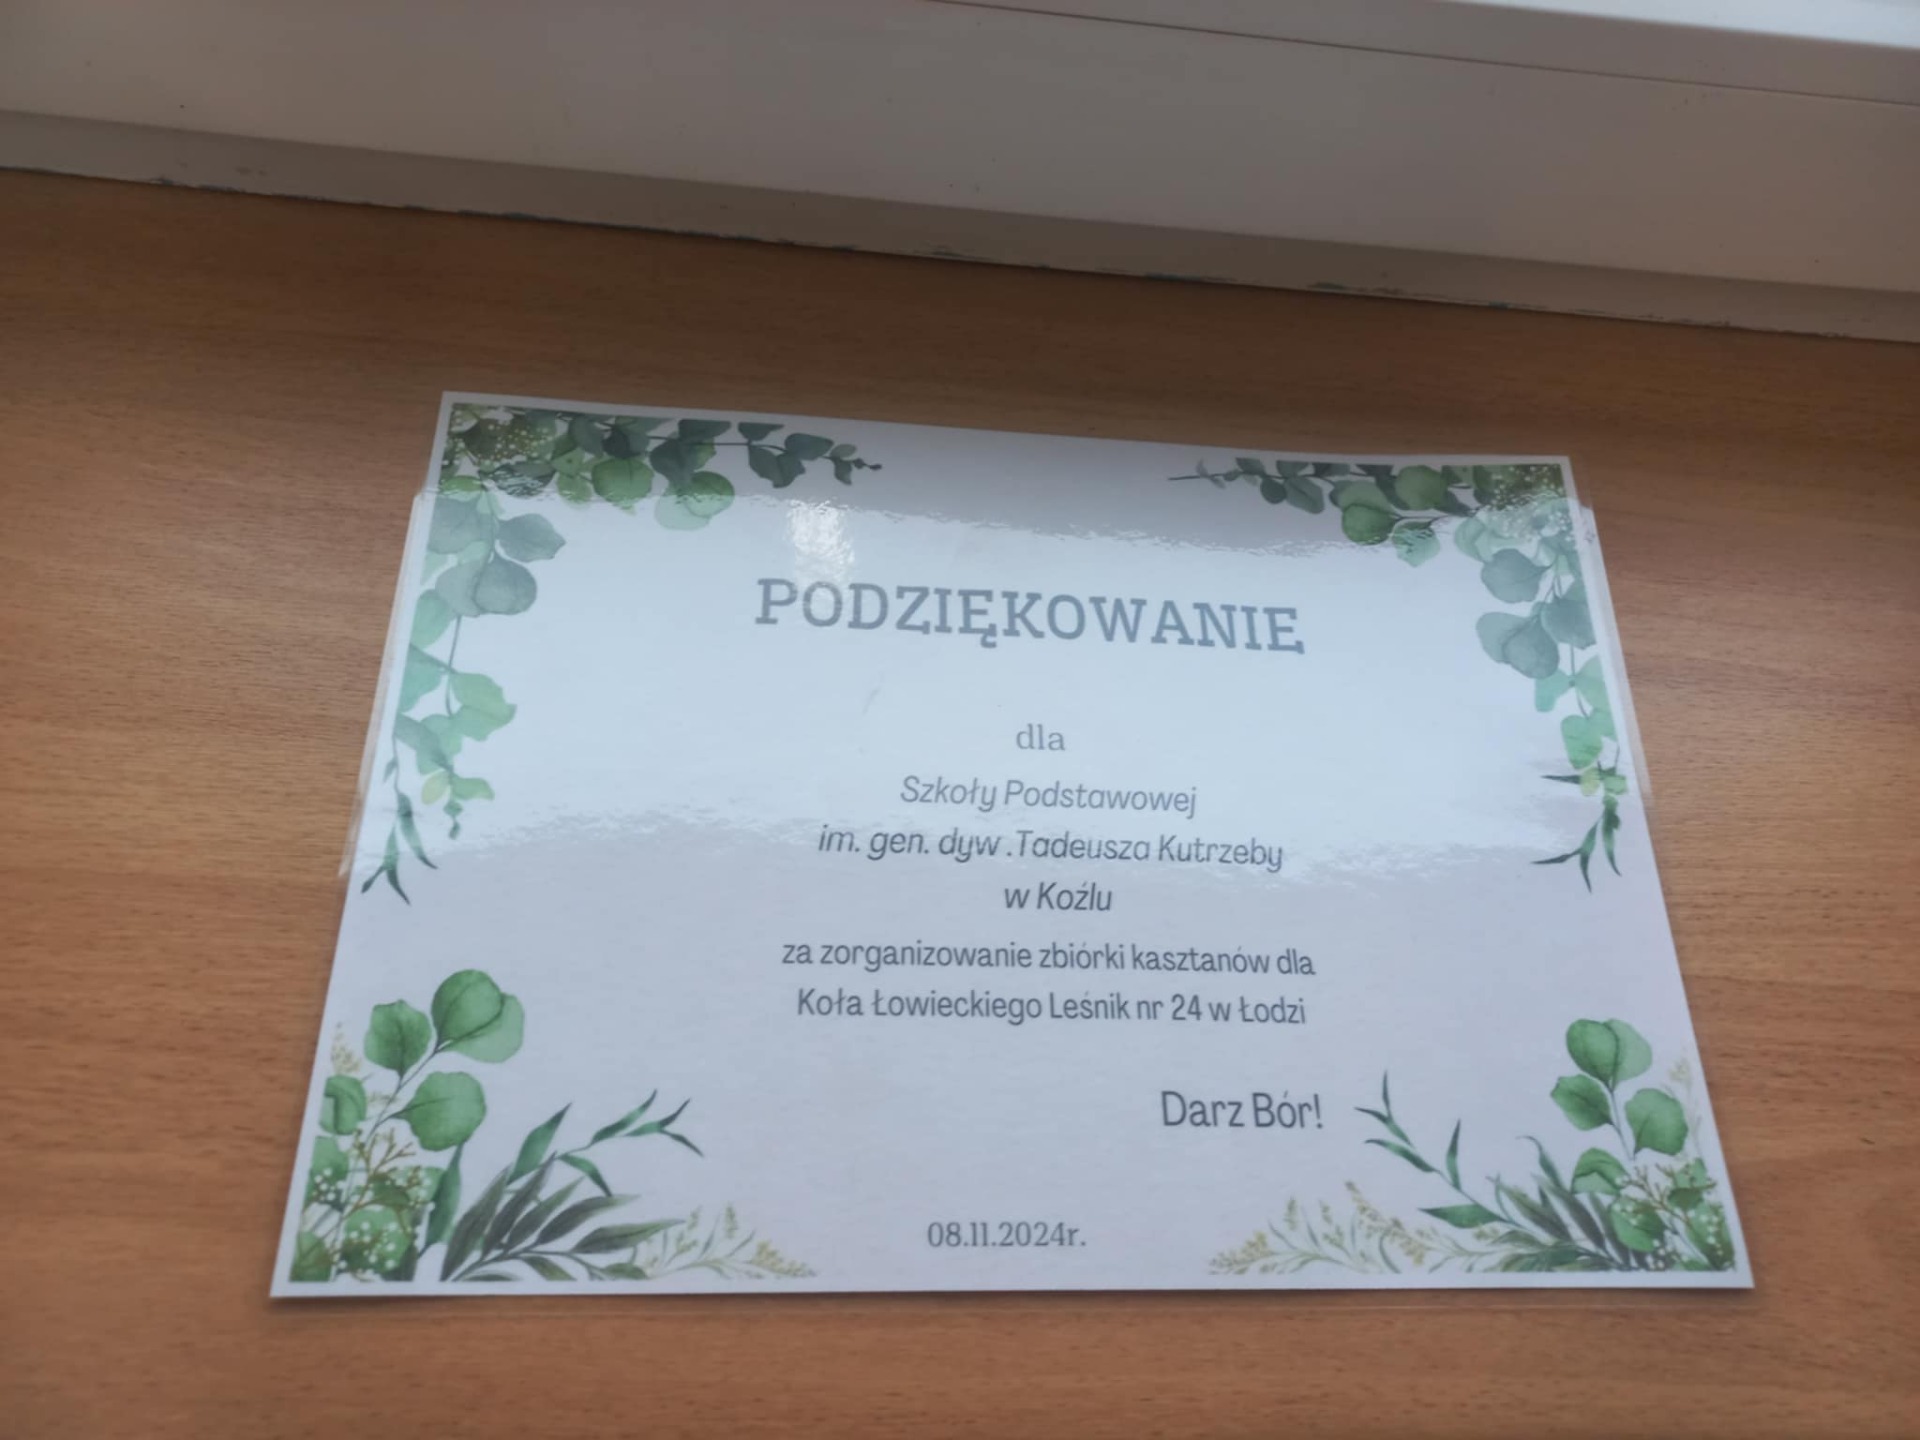 PODZIĘKOWANIE
dla
Szkoły Podstawowej
im. gen. dyw .Tadeusza Kutrzeby
w Koźlu
za zorganizowanie zbiórki kasztanów dla
Koła Łowieckiego Leśnik nr 24 w Łodzi
Darz Bór!
08.11.2024r.